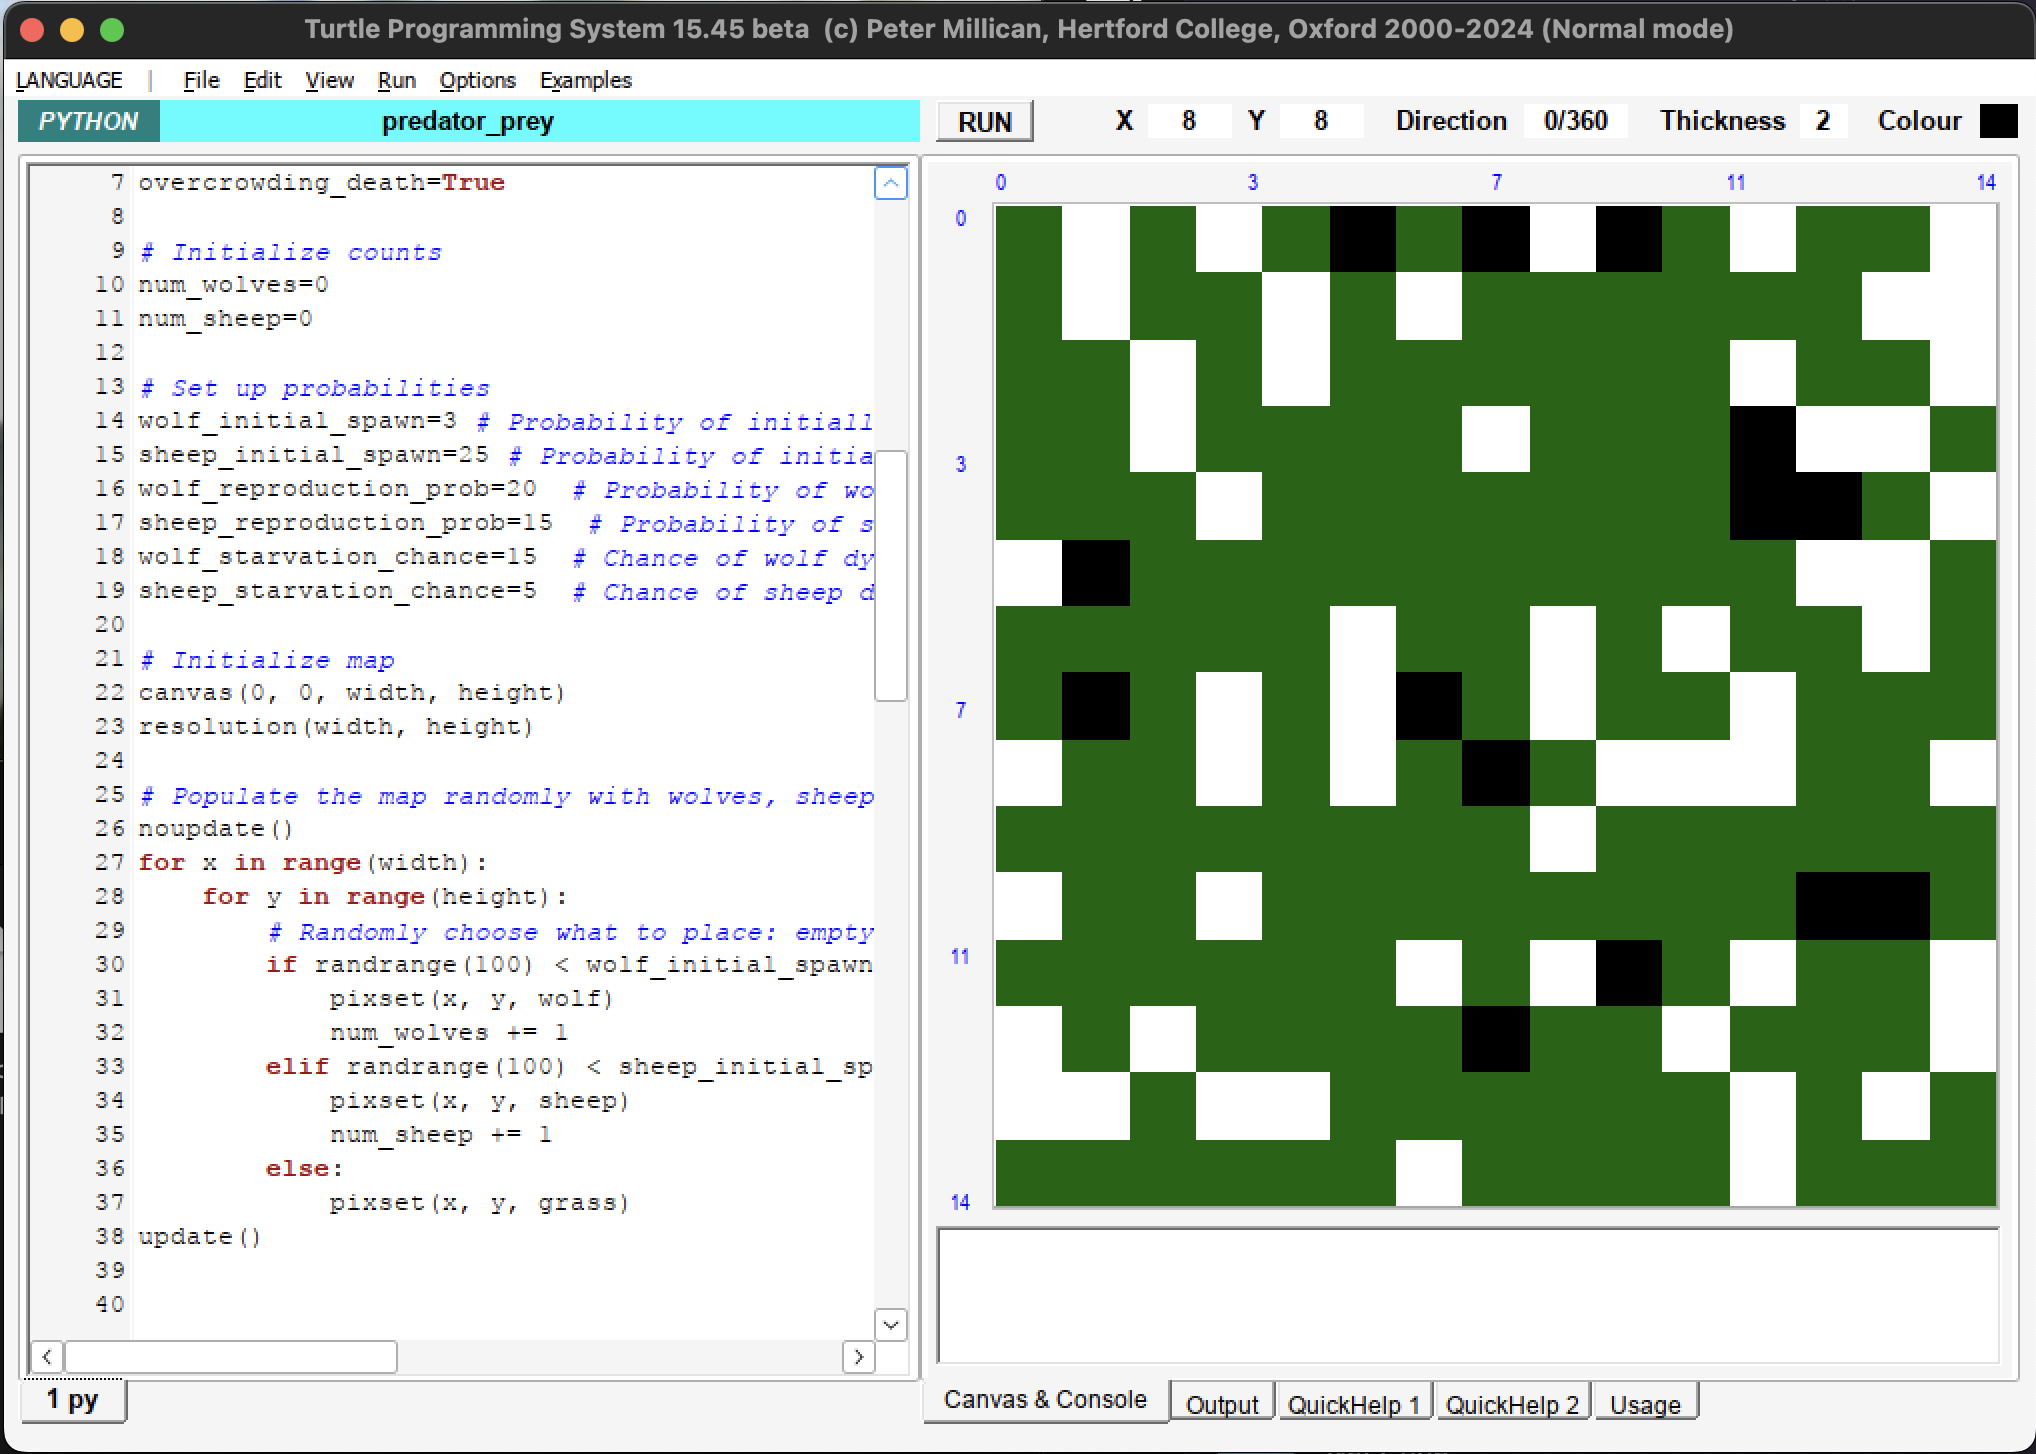 Turtle Programming System 15.45 beta (c) Peter Millican, Hertford College, Oxford 2000-2024 (Normal mode)
LANGUAGE | File Edit View Run Options Examples
PYTHON predator_prey RUN X 8 Y 8 Direction 0/360 Thickness 2 Colour
7 overcrowding_death=True
8
9 # Initialize counts
10 num_wolves=0
11 num_sheep=0
12
13 # Set up probabilities
14 wolf_initial_spawn=3 # Probability of initiall
15 sheep_initial_spawn=25 # Probability of initia
16 wolf_reproduction_prob=20  # Probability of wo
17 sheep_reproduction_prob=15  # Probability of s
18 wolf_starvation_chance=15  # Chance of wolf dy
19 sheep_starvation_chance=5  # Chance of sheep d
20
21 # Initialize map
22 canvas(0, 0, width, height)
23 resolution(width, height)
24
25 # Populate the map randomly with wolves, sheep
26 noupdate()
27 for x in range(width):
28     for y in range(height):
29         # Randomly choose what to place: empty
30         if randrange(100) < wolf_initial_spawn
31             pixset(x, y, wolf)
32             num_wolves += 1
33         elif randrange(100) < sheep_initial_sp
34             pixset(x, y, sheep)
35             num_sheep += 1
36         else:
37             pixset(x, y, grass)
38 update()
39
40
1 py
0 3 7 11 14
0
3
7
11
14
Canvas & Console Output QuickHelp 1 QuickHelp 2 Usage